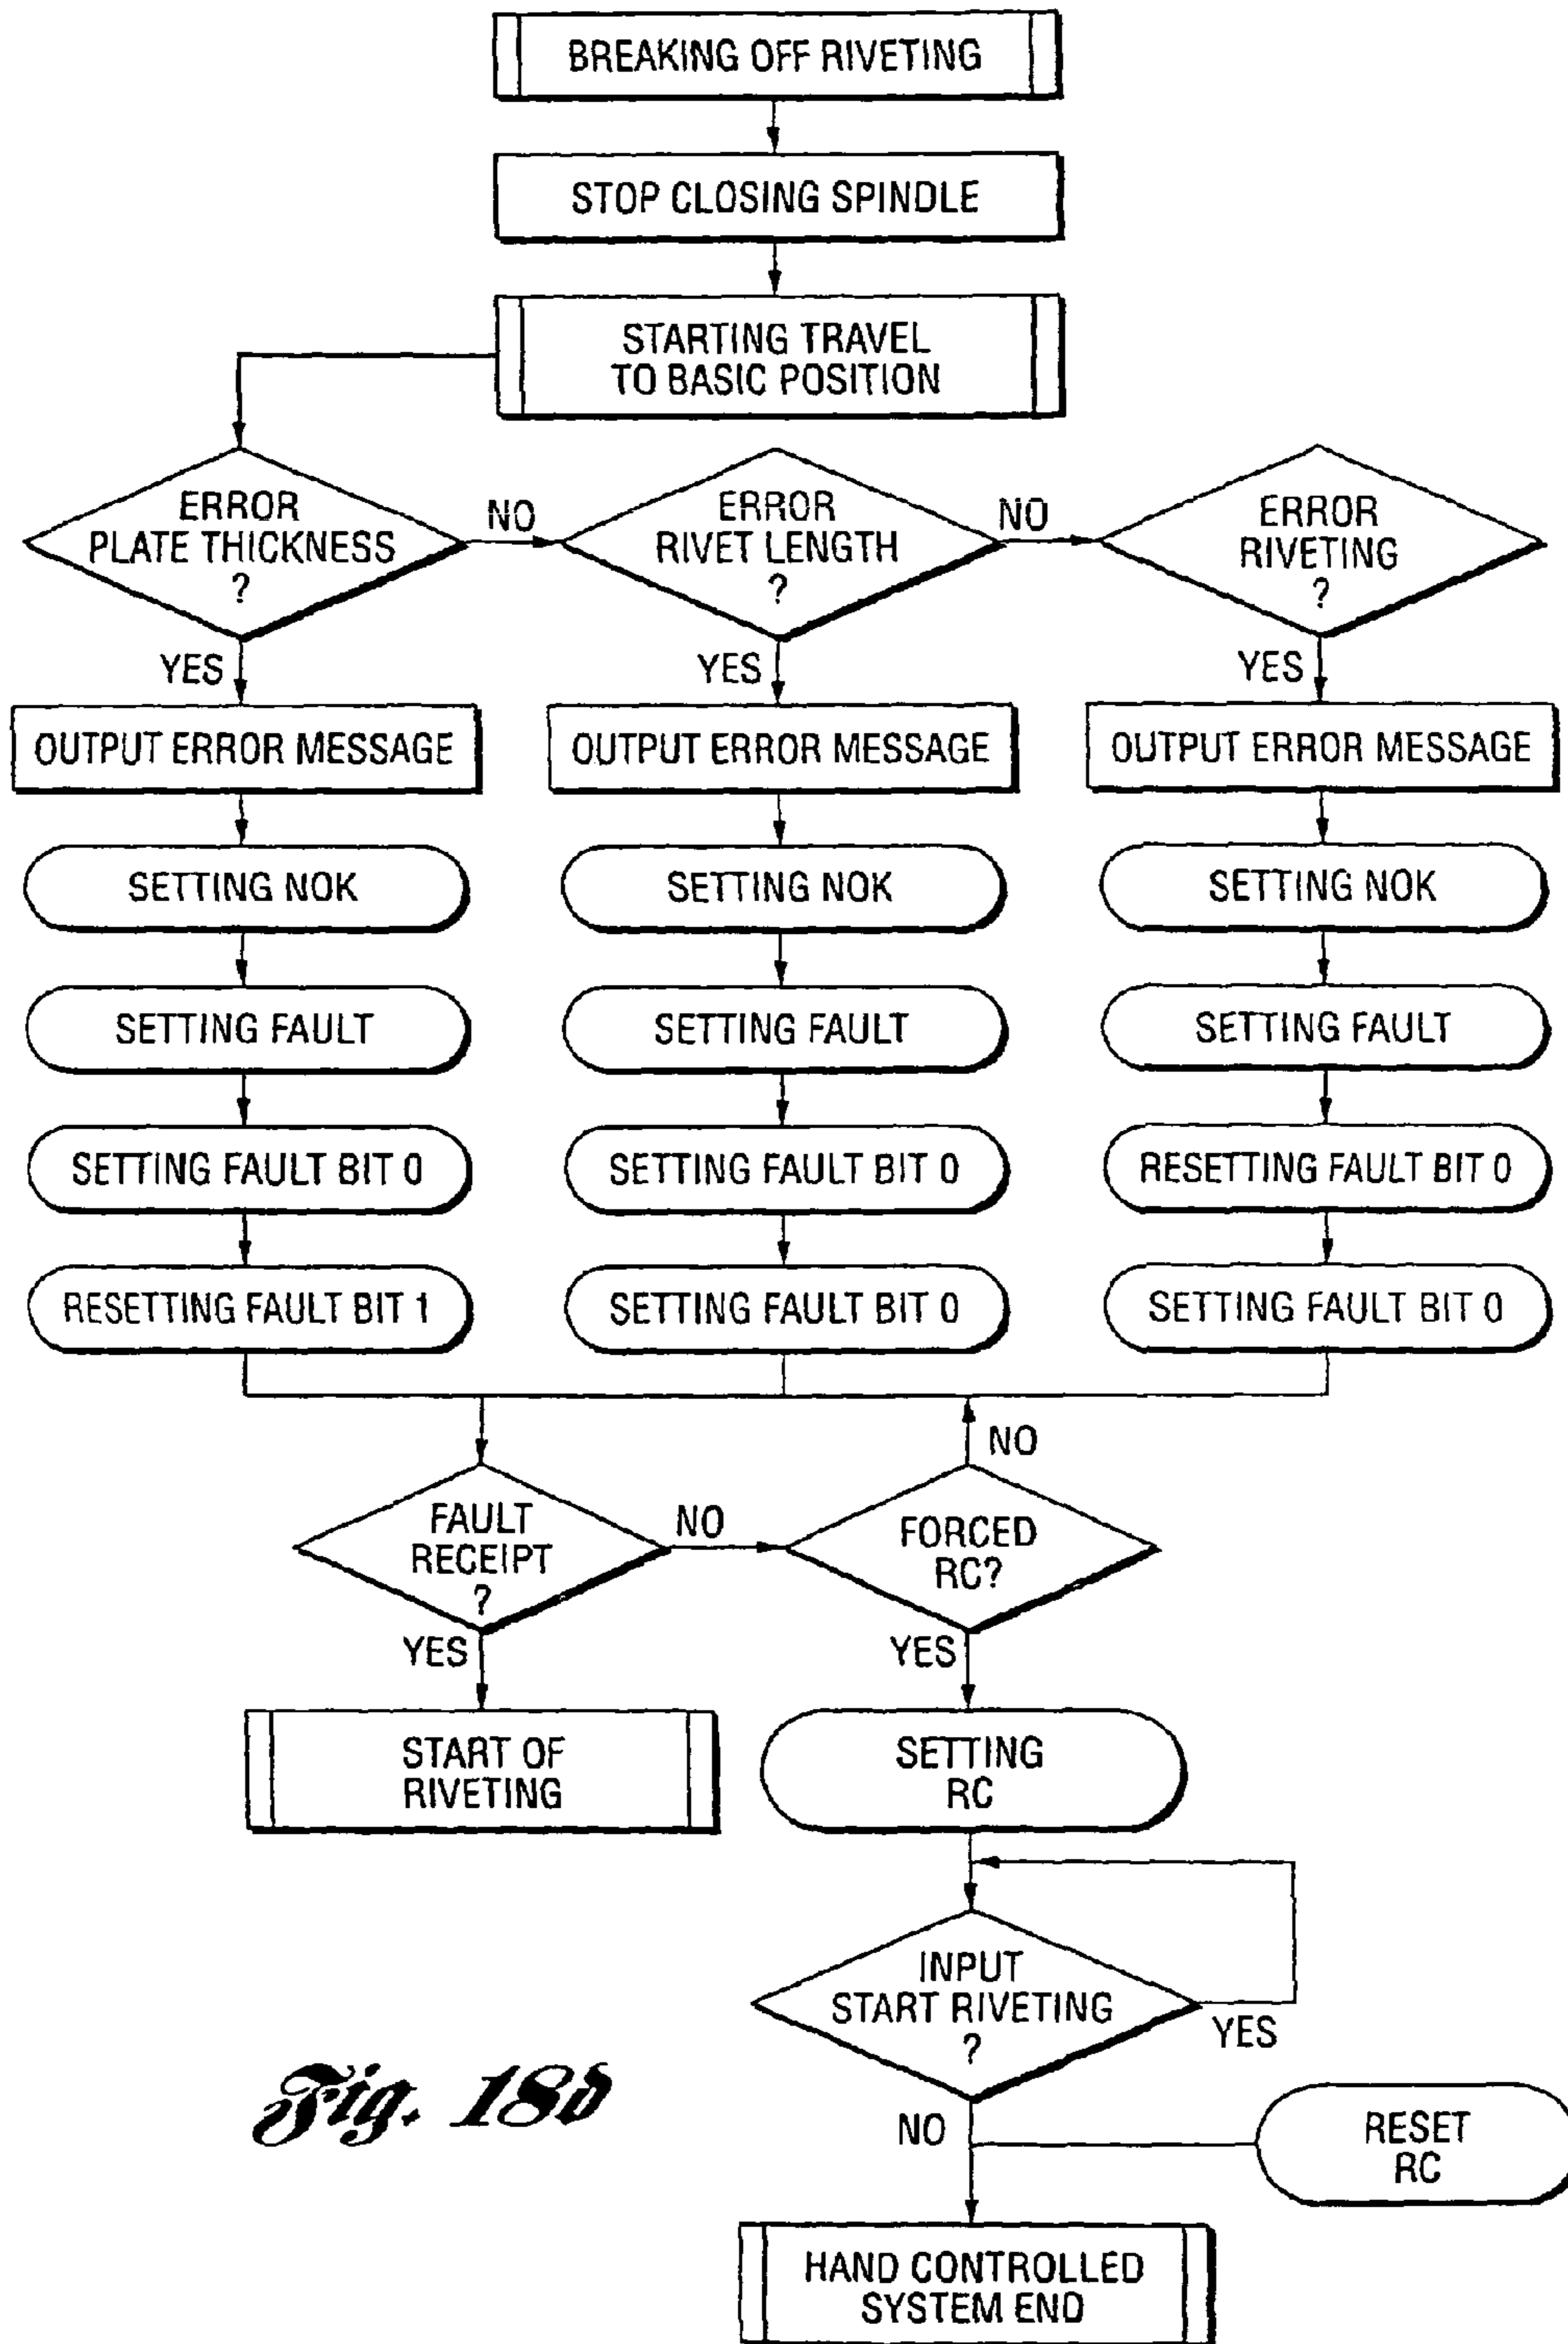 BREAKING OFF RIVETING
STOP CLOSING SPINDLE
STARTING TRAVEL
TO BASIC POSITION
ERROR
PLATE THICKNESS
?
NO
ERROR
RIVET LENGTH
?
NO
ERROR
RIVETING
?
YES
YES
YES
OUTPUT ERROR MESSAGE
OUTPUT ERROR MESSAGE
OUTPUT ERROR MESSAGE
SETTING NOK
SETTING NOK
SETTING NOK
SETTING FAULT
SETTING FAULT
SETTING FAULT
SETTING FAULT BIT 0
SETTING FAULT BIT 0
RESETTING FAULT BIT 0
RESETTING FAULT BIT 1
SETTING FAULT BIT 0
SETTING FAULT BIT 0
NO
FAULT
RECEIPT
?
NO
FORCED
RC?
YES
YES
START OF
RIVETING
SETTING
RC
INPUT
START RIVETING
?
YES
NO
RESET
RC
HAND CONTROLLED
SYSTEM END
Fig. 18d